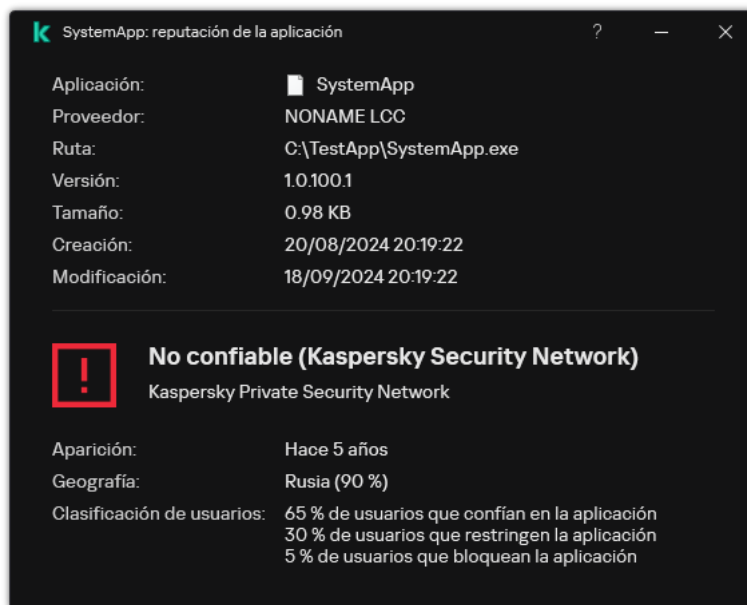 SystemApp: reputación de la aplicación ?
Aplicación: SystemApp
Proveedor: NONAME LCC
Ruta: C:\TestApp\SystemApp.exe
Versión: 1.0.100.1
Tamaño: 0.98 KB
Creación: 20/08/2024 20:19:22
Modificación: 18/09/2024 20:19:22
! No confiable (Kaspersky Security Network)
Kaspersky Private Security Network
Aparición: Hace 5 años
Geografía: Rusia (90 %)
Clasificación de usuarios: 65 % de usuarios que confían en la aplicación
30 % de usuarios que restringen la aplicación
5 % de usuarios que bloquean la aplicación